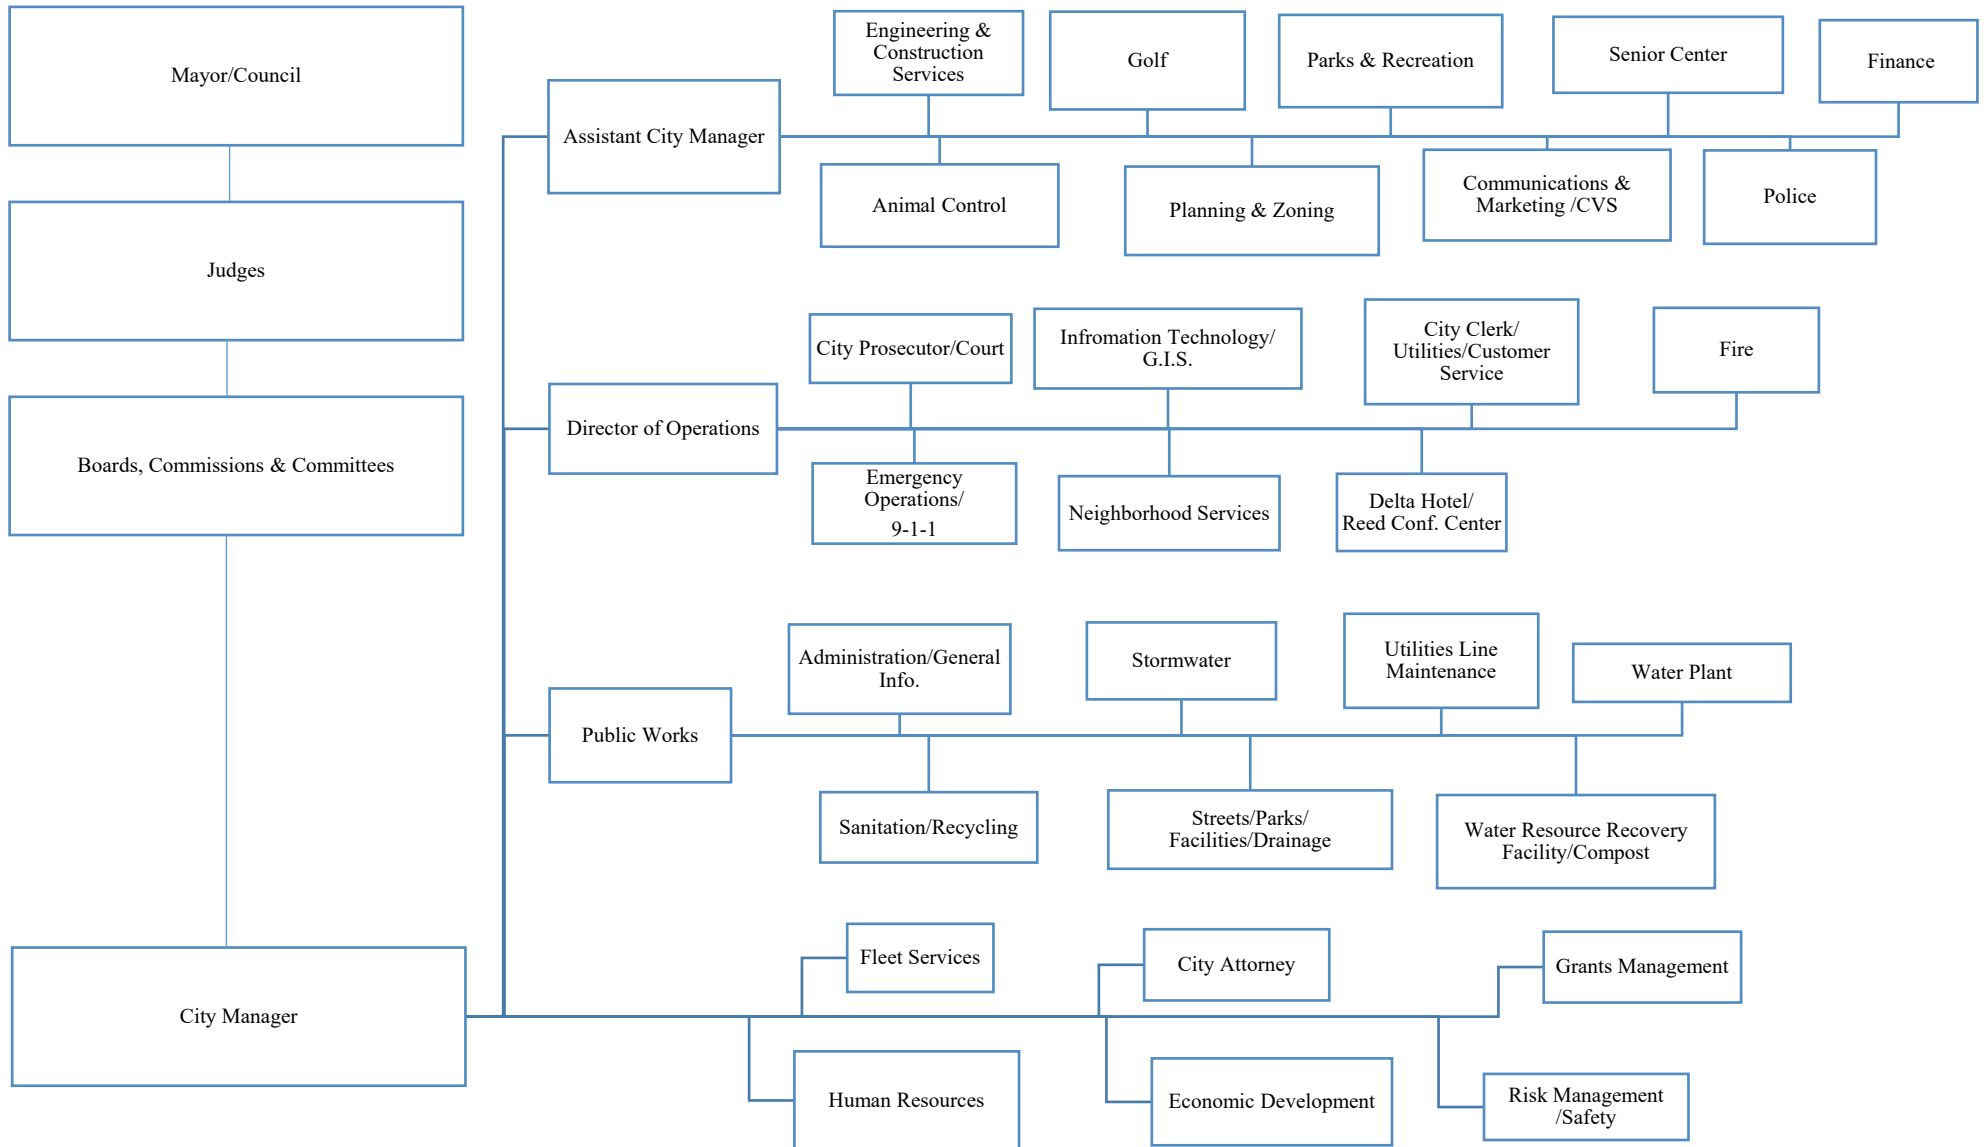 Mayor/Council
Judges
Boards, Commissions & Committees
City Manager
Assistant City Manager
Engineering &
Construction
Services
Golf
Parks & Recreation
Senior Center
Finance
Animal Control
Planning & Zoning
Communications &
Marketing /CVS
Police
Director of Operations
City Prosecutor/Court
Infromation Technology/
G.I.S.
City Clerk/
Utilities/Customer
Service
Fire
Emergency
Operations/
9-1-1
Neighborhood Services
Delta Hotel/
Reed Conf. Center
Public Works
Administration/General
Info.
Stormwater
Utilities Line
Maintenance
Water Plant
Sanitation/Recycling
Streets/Parks/
Facilities/Drainage
Water Resource Recovery
Facility/Compost
Fleet Services
City Attorney
Grants Management
Human Resources
Economic Development
Risk Management
/Safety